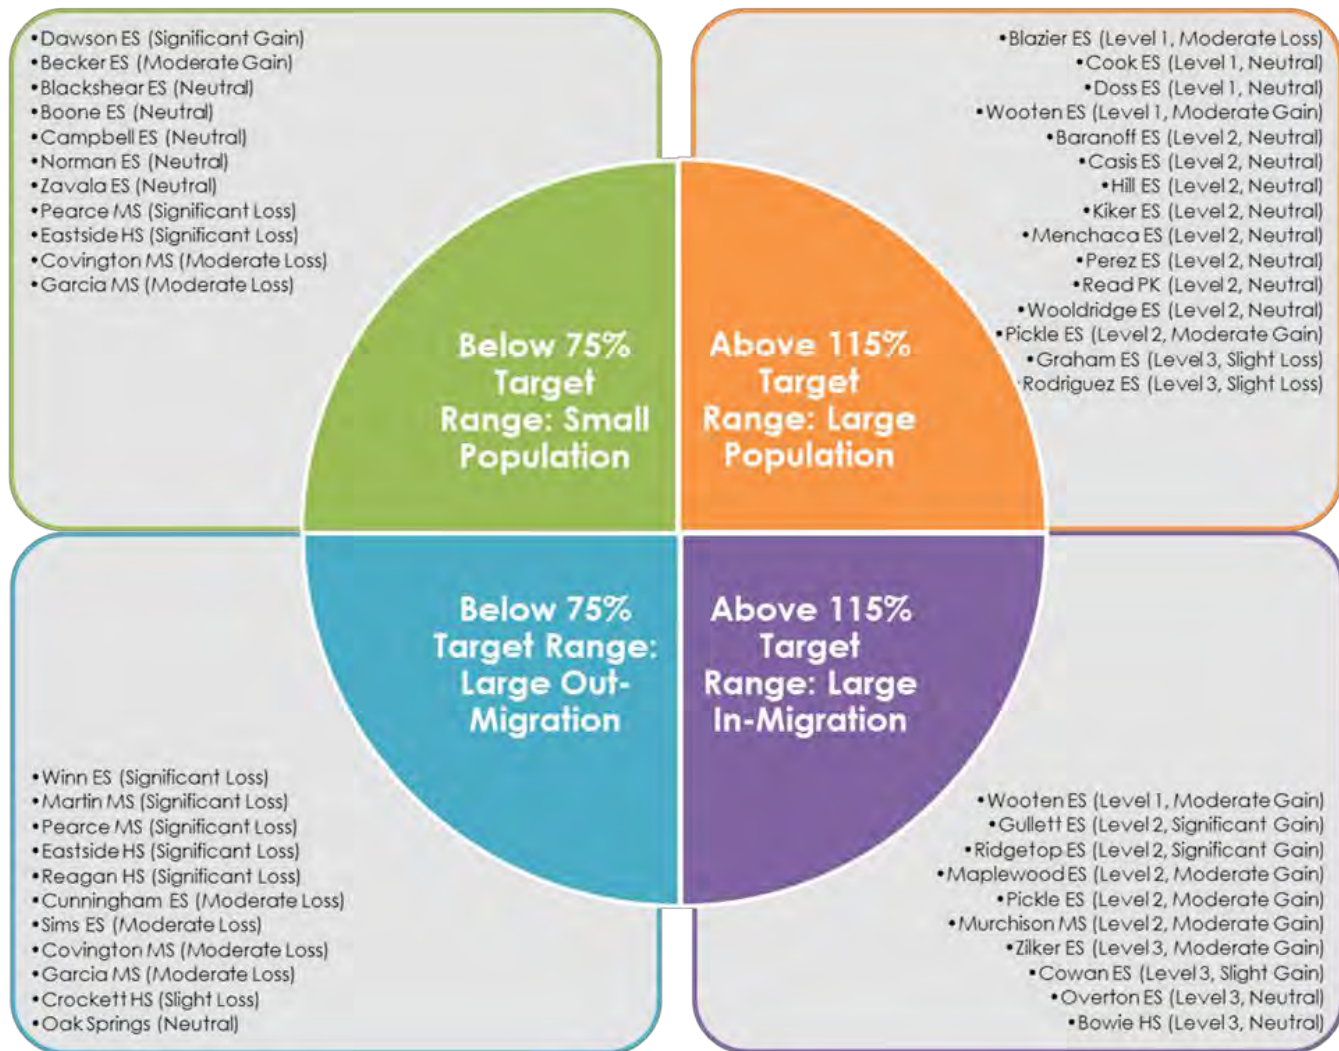 •Dawson ES (Significant Gain)
•Becker ES (Moderate Gain)
•Blackshear ES (Neutral)
•Boone ES (Neutral)
•Campbell ES (Neutral)
•Norman ES (Neutral)
•Zavala ES (Neutral)
•Pearce MS (Significant Loss)
•Eastside HS (Significant Loss)
•Covington MS (Moderate Loss)
•Garcia MS (Moderate Loss)
•Blazier ES (Level 1, Moderate Loss)
•Cook ES (Level 1, Neutral)
•Doss ES (Level 1, Neutral)
•Wooten ES (Level 1, Moderate Gain)
•Baranoff ES (Level 2, Neutral)
•Casis ES (Level 2, Neutral)
•Hill ES (Level 2, Neutral)
•Kiker ES (Level 2, Neutral)
•Menchaca ES (Level 2, Neutral)
•Perez ES (Level 2, Neutral)
•Read PK (Level 2, Neutral)
•Wooldridge ES (Level 2, Neutral)
•Pickle ES (Level 2, Moderate Gain)
•Graham ES (Level 3, Slight Loss)
•Rodriguez ES (Level 3, Slight Loss)
Below 75%
Target
Range: Small
Population
Above 115%
Target
Range: Large
Population
Below 75%
Target Range:
Large Out-
Migration
Above 115%
Target
Range: Large
In-Migration
•Winn ES (Significant Loss)
•Martin MS (Significant Loss)
•Pearce MS (Significant Loss)
•Eastside HS (Significant Loss)
•Reagan HS (Significant Loss)
•Cunningham ES (Moderate Loss)
•Sims ES (Moderate Loss)
•Covington MS (Moderate Loss)
•Garcia MS (Moderate Loss)
•Crockett HS (Slight Loss)
•Oak Springs (Neutral)
•Wooten ES (Level 1, Moderate Gain)
•Gullett ES (Level 2, Significant Gain)
•Ridgetop ES (Level 2, Significant Gain)
•Maplewood ES (Level 2, Moderate Gain)
•Pickle ES (Level 2, Moderate Gain)
•Murchison MS (Level 2, Moderate Gain)
•Zilker ES (Level 3, Moderate Gain)
•Cowan ES (Level 3, Slight Gain)
•Overton ES (Level 3, Neutral)
•Bowie HS (Level 3, Neutral)